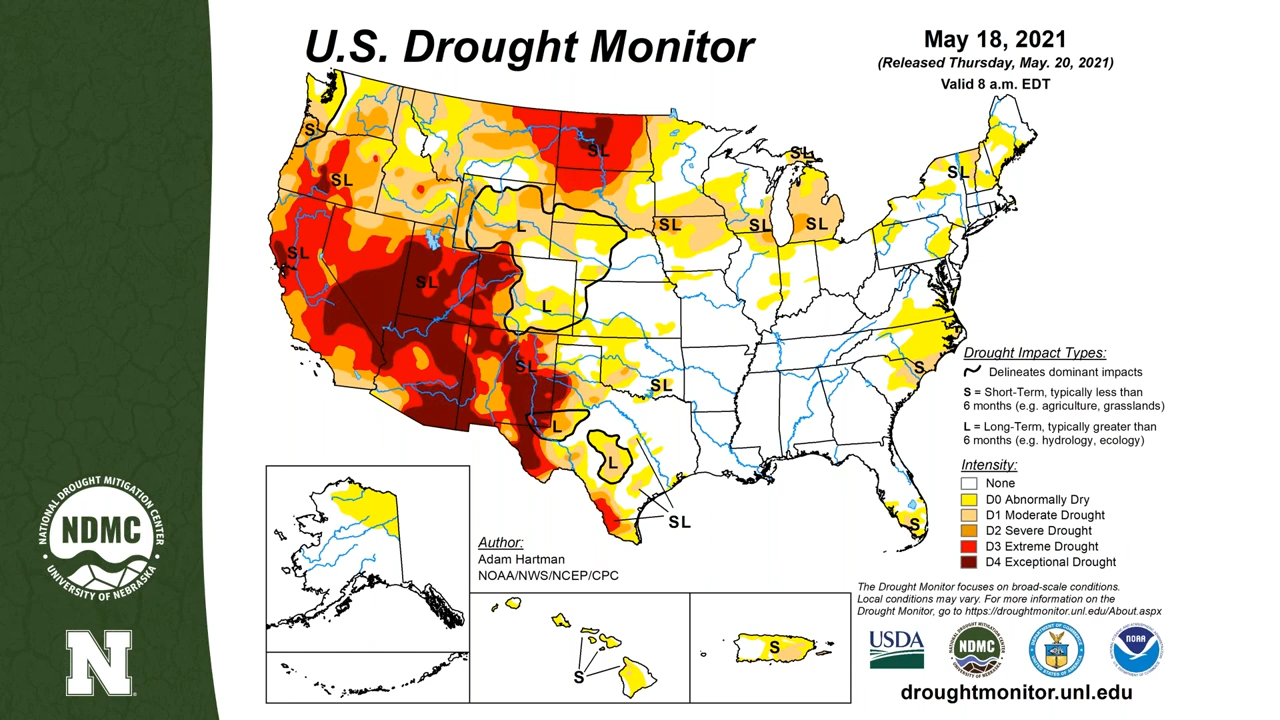 U.S. Drought Monitor
May 18, 2021
(Released Thursday, May. 20, 2021)
Valid 8 a.m. EDT
S
SL
SL
SL
SL
L
L
SL
L
L
SL
SL
SL
SL
SL
SL
S
S
SL
Drought Impact Types:
Delineates dominant impacts
S = Short-Term, typically less than
6 months (e.g. agriculture, grasslands)
L = Long-Term, typically greater than
6 months (e.g. hydrology, ecology)
Intensity:
None
D0 Abnormally Dry
D1 Moderate Drought
D2 Severe Drought
D3 Extreme Drought
D4 Exceptional Drought
Author:
Adam Hartman
NOAA/NWS/NCEP/CPC
S
S
The Drought Monitor focuses on broad-scale conditions.
Local conditions may vary. For more information on the
Drought Monitor, go to https://droughtmonitor.unl.edu/About.aspx
USDA
NDMC
NOAA
droughtmonitor.unl.edu
NATIONAL DROUGHT MITIGATION CENTER
NDMC
UNIVERSITY OF NEBRASKA
N